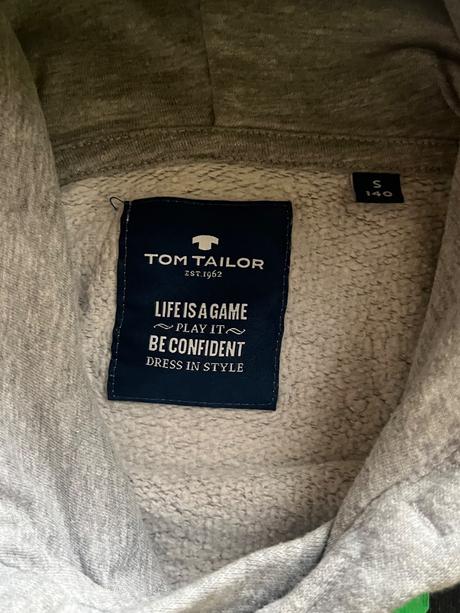 S
140
TOM TAILOR
EST.1962
LIFE IS A GAME
~ PLAY IT ~
BE CONFIDENT
DRESS IN STYLE